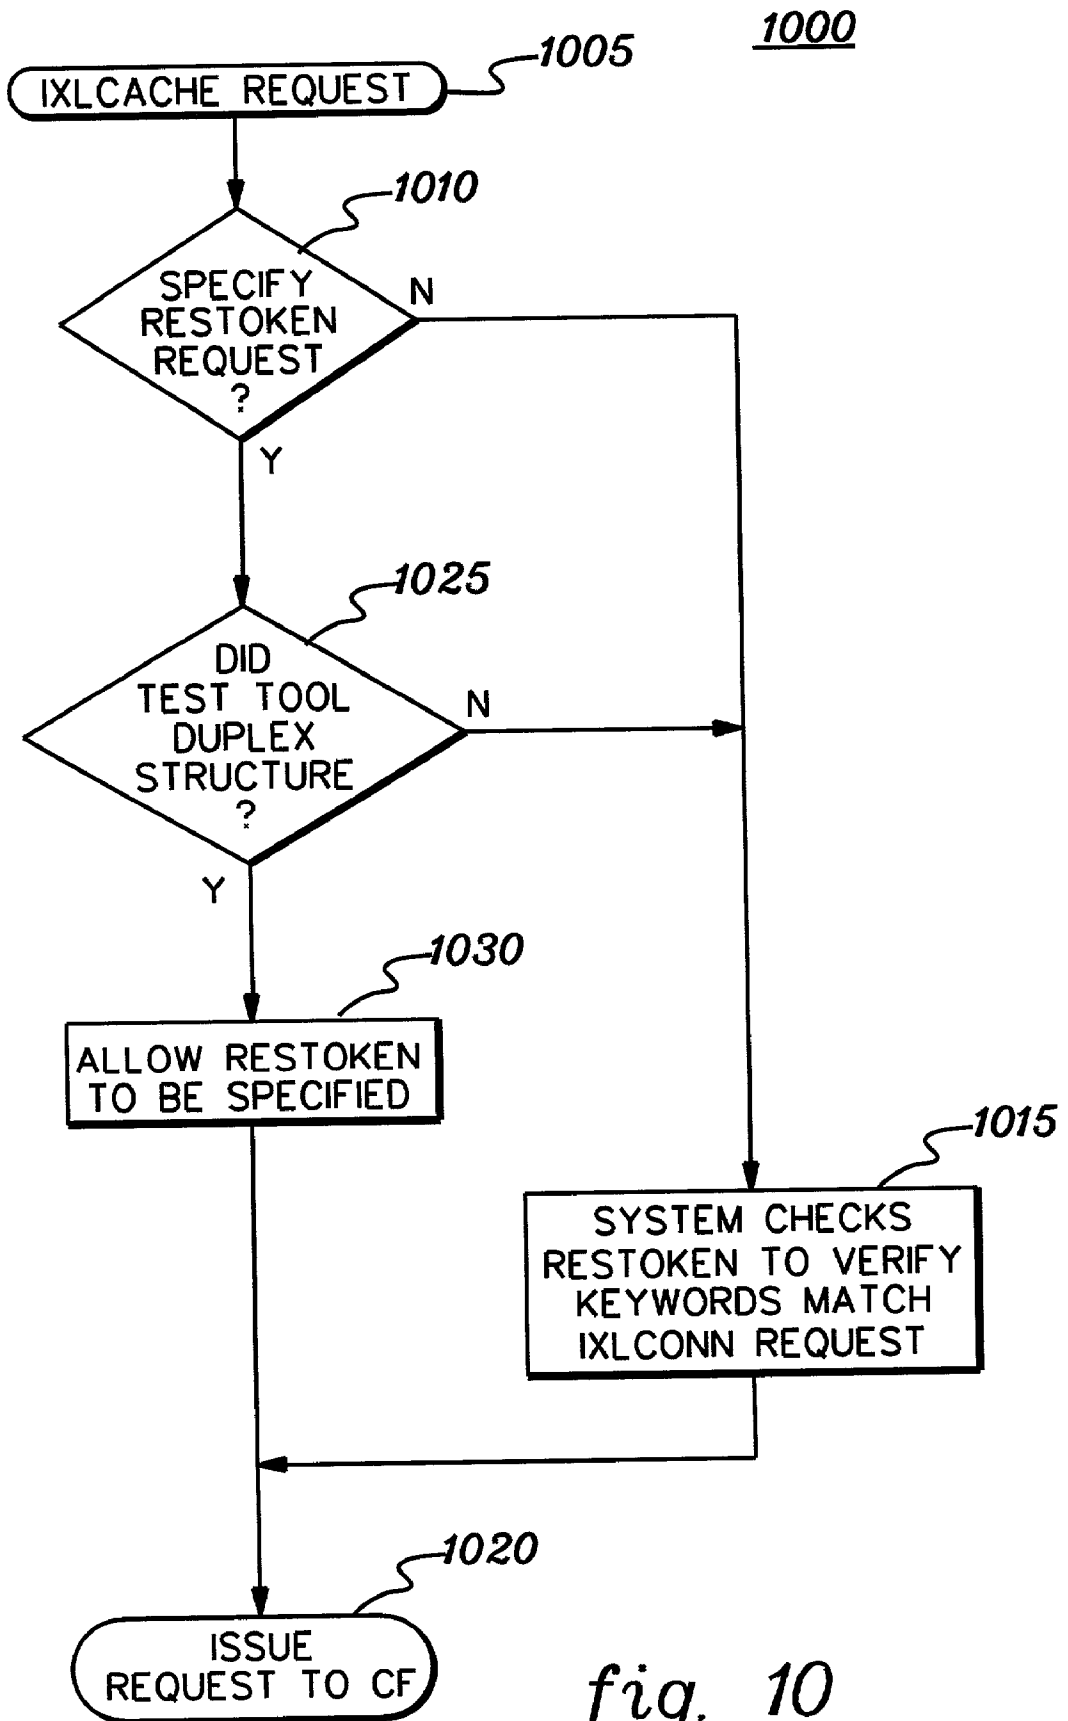 1000
1005
IXLCACHE REQUEST
1010
SPECIFY
RESTOKEN
REQUEST
?
N
Y
1025
DID
TEST TOOL
DUPLEX
STRUCTURE
?
N
Y
1030
ALLOW RESTOKEN
TO BE SPECIFIED
1015
SYSTEM CHECKS
RESTOKEN TO VERIFY
KEYWORDS MATCH
IXLCONN REQUEST
1020
ISSUE
REQUEST TO CF
fig. 10